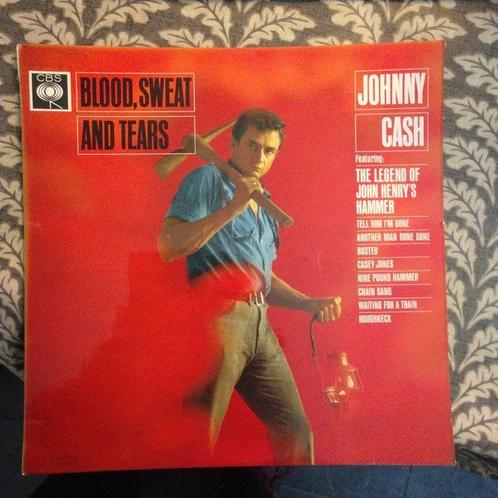 CBS
BLOOD, SWEAT
AND TEARS
JOHNNY
CASH
Featuring:
THE LEGEND OF
JOHN HENRY'S
HAMMER
TELL HIM I'M GONE
ANOTHER MAN DONE GONE
BUSTED
CASEY JONES
NINE POUND HAMMER
CHAIN GANG
WAITING FOR A TRAIN
ROUGHNECK